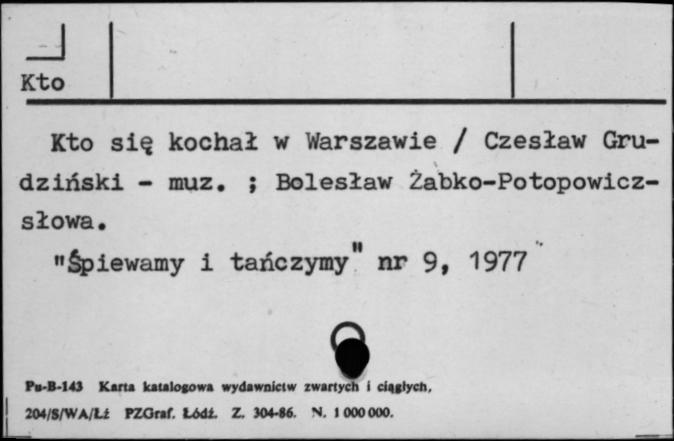 Kto
Kto się kochał w Warszawie / Czesław Gru-
dziński - muz. ; Bolesław Żabko-Potopowicz-
słowa.
"Śpiewamy i tańczymy" nr 9, 1977
Pu-B-143 Karta katalogowa wydawnictw zwartych i ciągłych,
204/S/WA/Łż PZGraf. Łódź. Z. 304-86. N. 1 000 000.